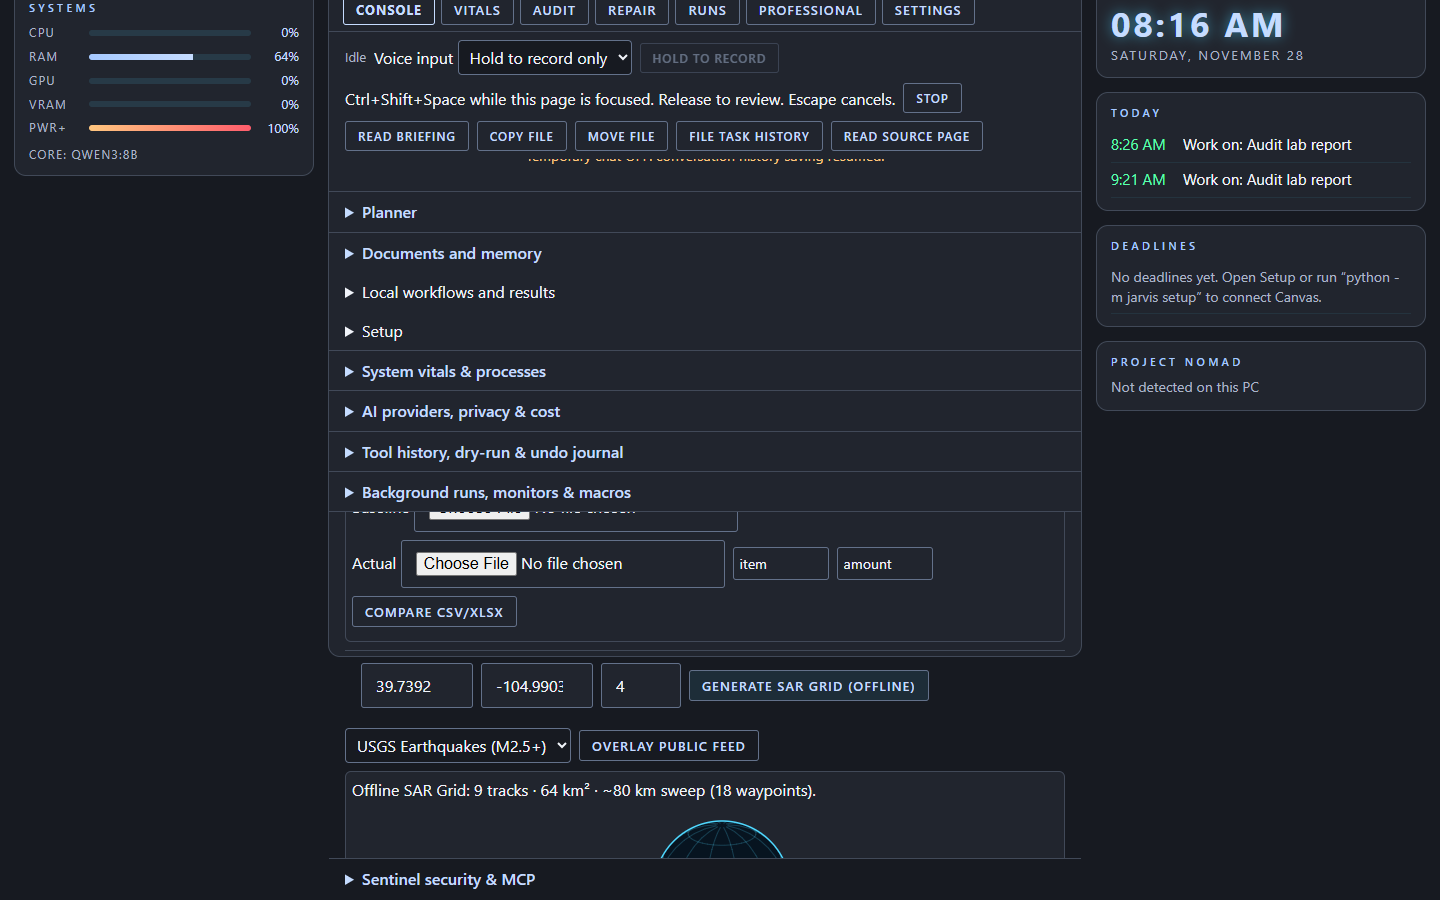 SYSTEMS
CPU 0%
RAM 64%
GPU 0%
VRAM 0%
PWR+ 100%
CORE: QWEN3:8B
CONSOLE VITALS AUDIT REPAIR RUNS PROFESSIONAL SETTINGS
Idle Voice input Hold to record only HOLD TO RECORD
Ctrl+Shift+Space while this page is focused. Release to review. Escape cancels. STOP
READ BRIEFING COPY FILE MOVE FILE FILE TASK HISTORY READ SOURCE PAGE
Planner
Documents and memory
Local workflows and results
Setup
System vitals & processes
AI providers, privacy & cost
Tool history, dry-run & undo journal
Background runs, monitors & macros
Actual Choose File No file chosen item amount
COMPARE CSV/XLSX
39.7392 -104.9903 4 GENERATE SAR GRID (OFFLINE)
USGS Earthquakes (M2.5+) OVERLAY PUBLIC FEED
Offline SAR Grid: 9 tracks · 64 km² · ~80 km sweep (18 waypoints).
Sentinel security & MCP
08:16 AM
SATURDAY, NOVEMBER 28
TODAY
8:26 AM Work on: Audit lab report
9:21 AM Work on: Audit lab report
DEADLINES
No deadlines yet. Open Setup or run “python -
m jarvis setup” to connect Canvas.
PROJECT NOMAD
Not detected on this PC